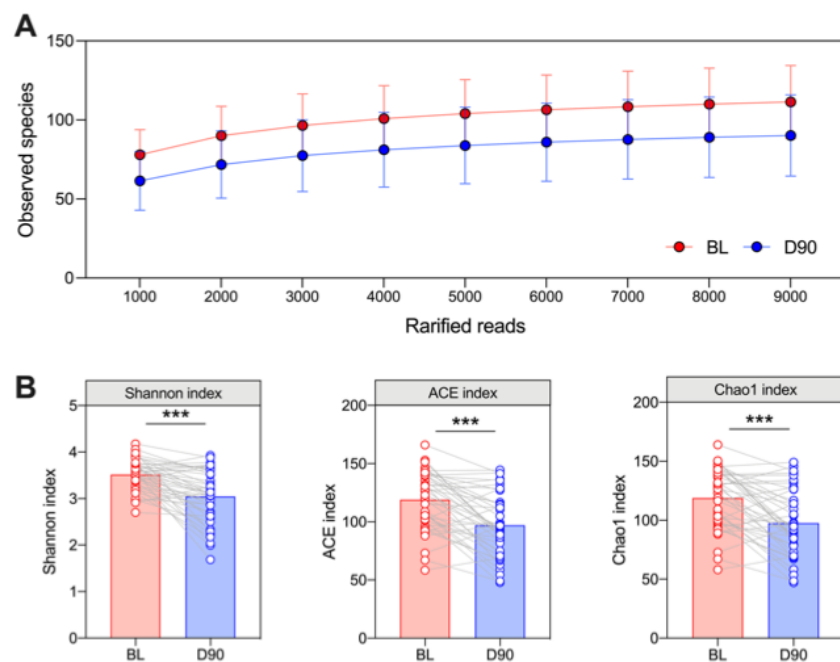 A
150
100
50
0
Observed species
1000 2000 3000 4000 5000 6000 7000 8000 9000
Rarified reads
BL D90
B
Shannon index
5
4
3
2
1
0
Shannon index
***
BL D90
ACE index
200
150
100
50
0
ACE index
***
BL D90
Chao1 index
200
150
100
50
0
Chao1 index
***
BL D90